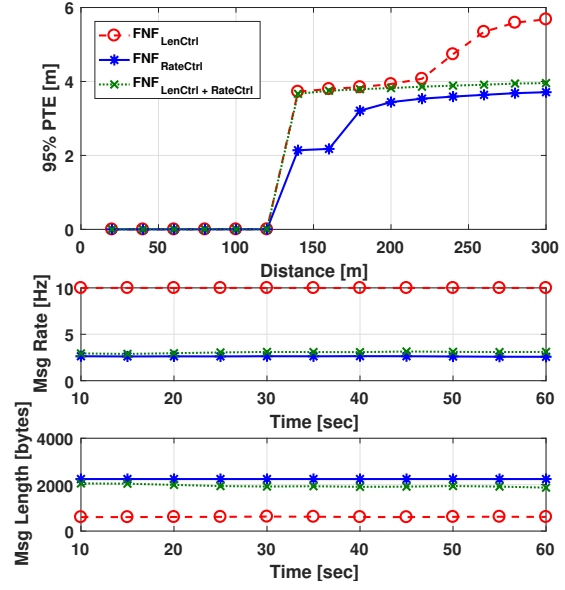 6
4
2
0
95% PTE [m]
FNF_LenCtrl
FNF_RateCtrl
FNF_LenCtrl + RateCtrl
0 50 100 150 200 250 300
Distance [m]
10
5
0
Msg Rate [Hz]
10 20 30 40 50 60
Time [sec]
4000
2000
0
Msg Length [bytes]
10 20 30 40 50 60
Time [sec]